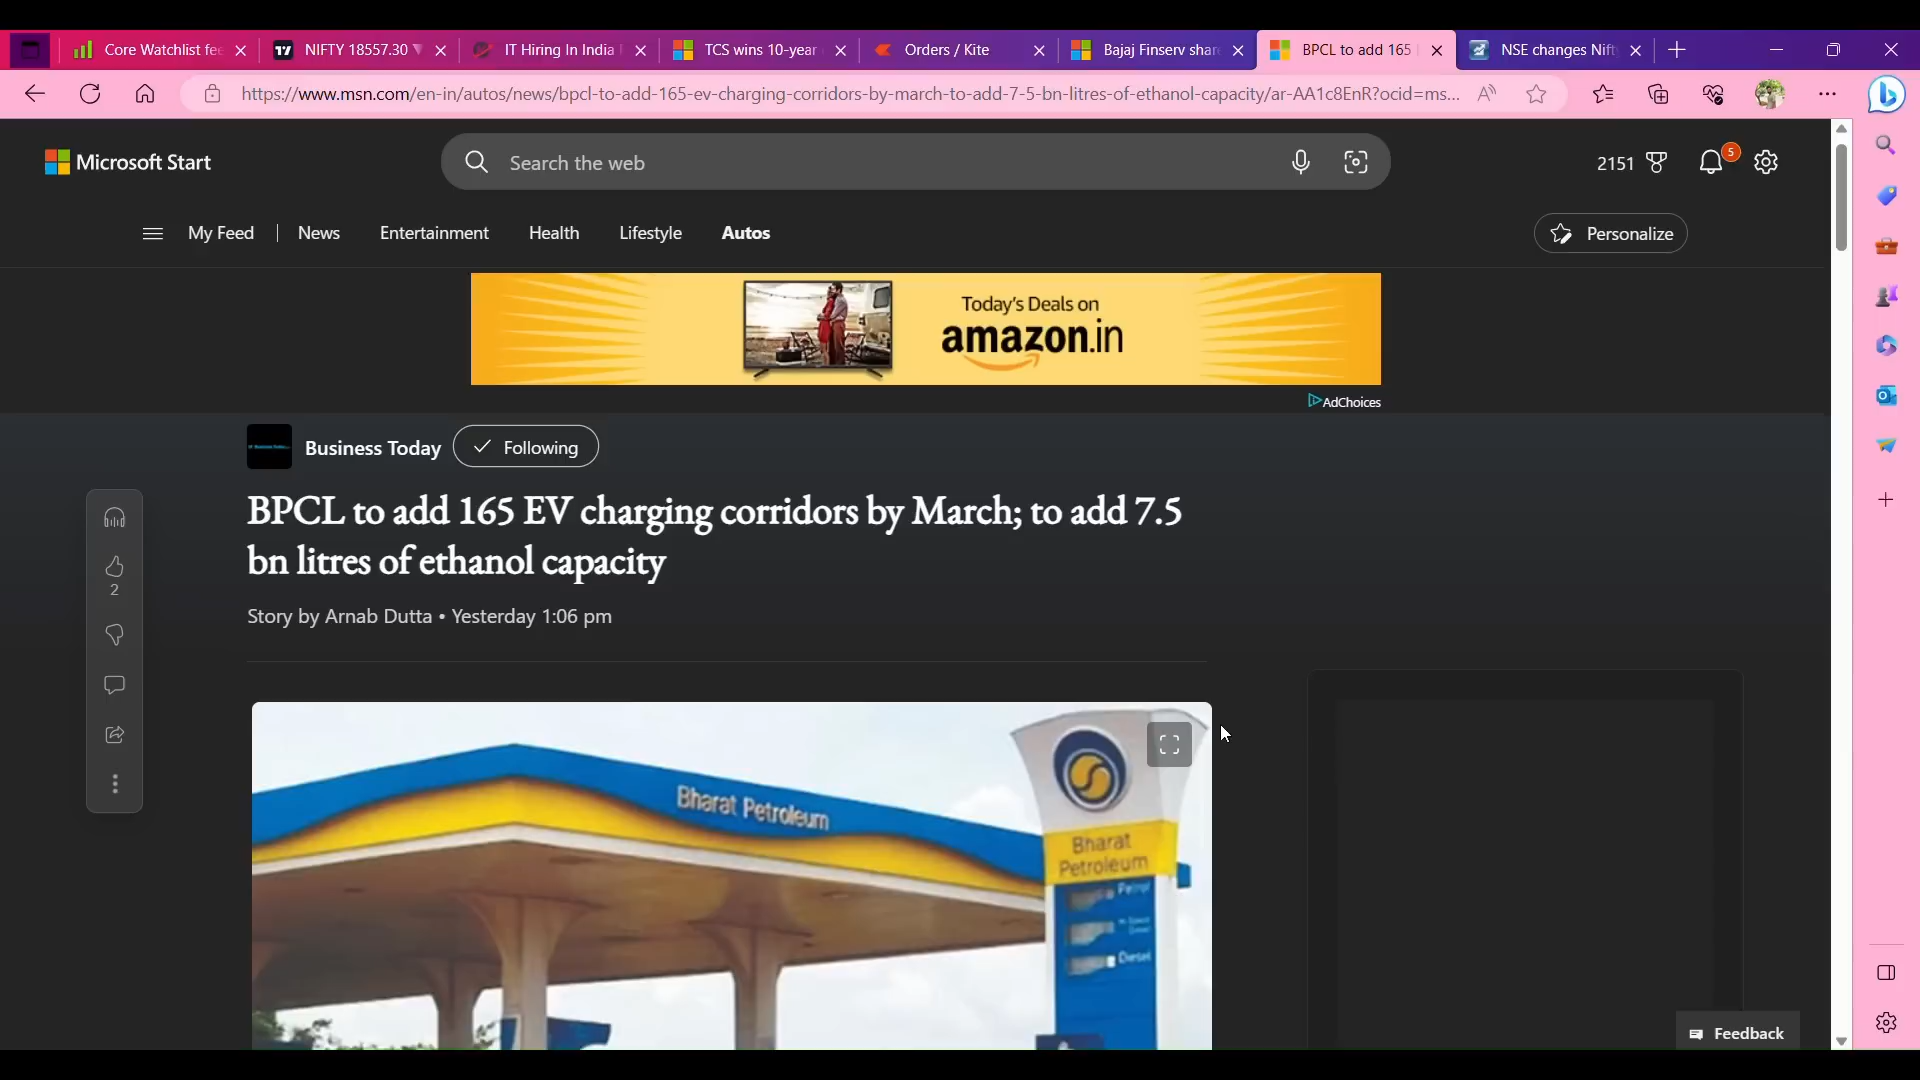 Core Watchlist fe
NIFTY 18557.30
IT Hiring In India
TCS wins 10-year
Orders / Kite
Bajaj Finserv shar
BPCL to add 165
NSE changes Nift
https://www.msn.com/en-in/autos/news/bpcl-to-add-165-ev-charging-corridors-by-march-to-add-7-5-bn-litres-of-ethanol-capacity/ar-AA1c8EnR?ocid=ms...
Microsoft Start
Search the web
2151
5
My Feed
News
Entertainment
Health
Lifestyle
Autos
Personalize
Today's Deals on
amazon.in
AdChoices
Business Today
Following
BPCL to add 165 EV charging corridors by March; to add 7.5
bn litres of ethanol capacity
2
Story by Arnab Dutta • Yesterday 1:06 pm
Bharat Petroleum
Bharat
Petroleum
Petrol
Diesel
Feedback